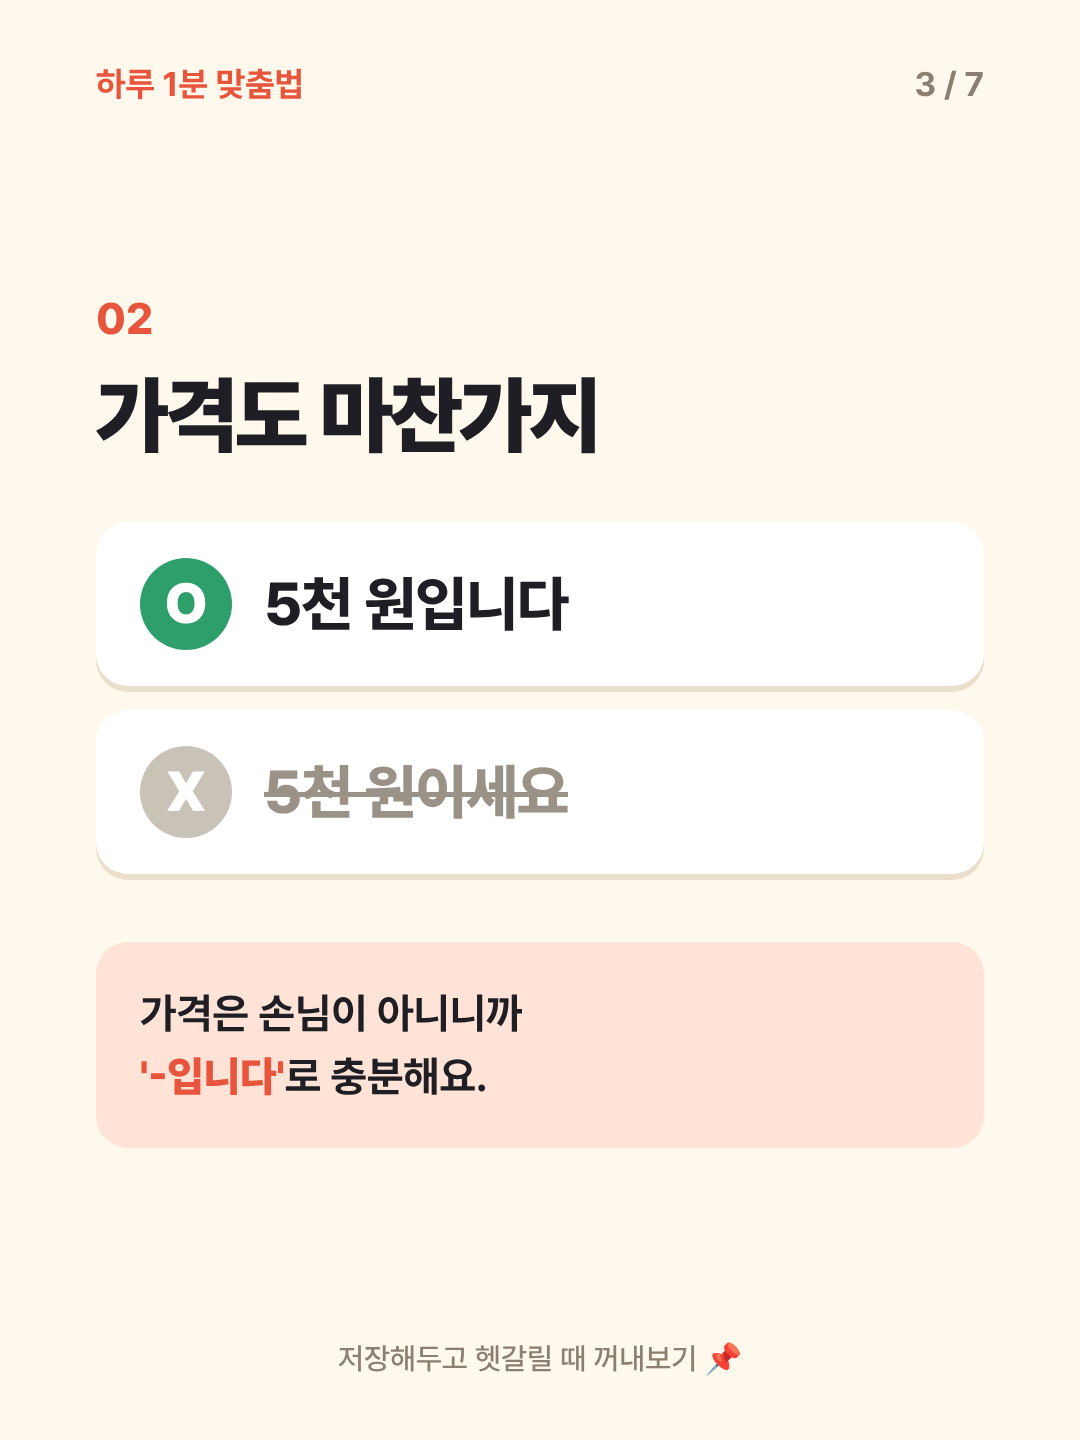 하루 1분 맞춤법
3 / 7
02
가격도 마찬가지
O 5천 원입니다
X 5천 원이세요
가격은 손님이 아니니까
'-입니다'로 충분해요.
저장해두고 헷갈릴 때 꺼내보기 📌